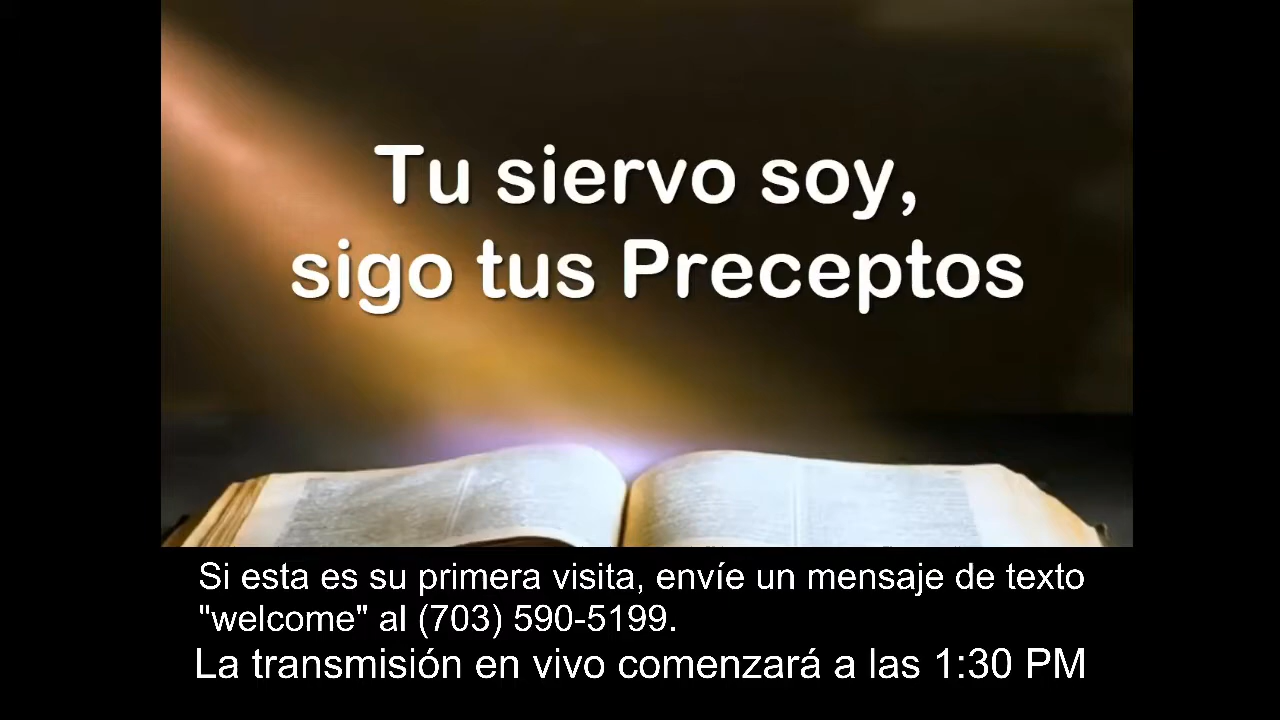 Tu siervo soy,
sigo tus Preceptos
Si esta es su primera visita, envíe un mensaje de texto
"welcome" al (703) 590-5199.
La transmisión en vivo comenzará a las 1:30 PM